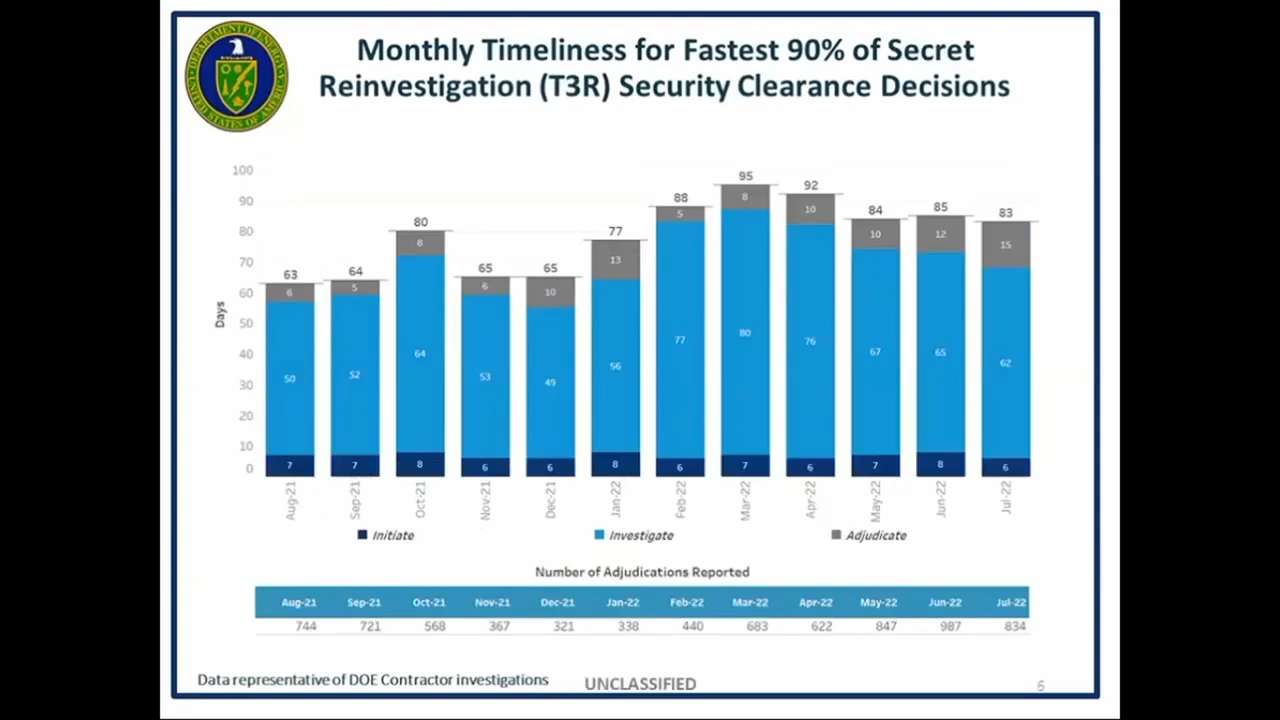 Monthly Timeliness for Fastest 90% of Secret
Reinvestigation (T3R) Security Clearance Decisions
DEPARTMENT OF ENERGY
UNITED STATES OF AMERICA
Days
100
90
80
70
60
50
40
30
20
10
0
63 64 80 65 65 77 88 95 92 84 85 83
6 5 8 6 10 13 5 8 10 10 12 15
50 52 64 53 49 56 77 80 76 67 65 62
7 7 8 6 6 8 6 7 6 7 8 6
Aug-21 Sep-21 Oct-21 Nov-21 Dec-21 Jan-22 Feb-22 Mar-22 Apr-22 May-22 Jun-22 Jul-22
Initiate Investigate Adjudicate
Number of Adjudications Reported
Aug-21 Sep-21 Oct-21 Nov-21 Dec-21 Jan-22 Feb-22 Mar-22 Apr-22 May-22 Jun-22 Jul-22
744 721 568 367 321 338 440 683 622 847 987 834
Data representative of DOE Contractor investigations
UNCLASSIFIED
6